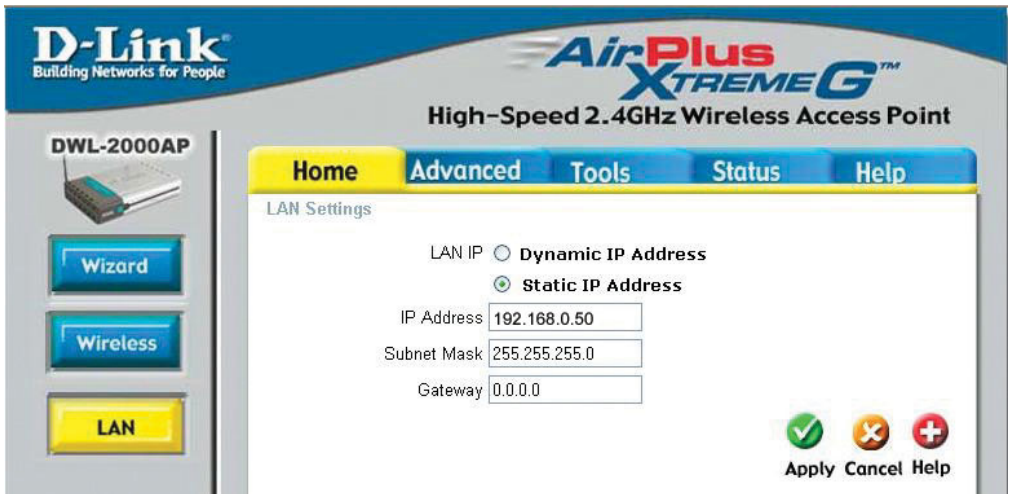 D-Link®
Building Networks for People
AirPlus
XTREME G™
High-Speed 2.4GHz Wireless Access Point
DWL-2000AP
Home Advanced Tools Status Help
LAN Settings
Wizard
Wireless
LAN
LAN IP Dynamic IP Address
Static IP Address
IP Address 192.168.0.50
Subnet Mask 255.255.255.0
Gateway 0.0.0.0
Apply Cancel Help